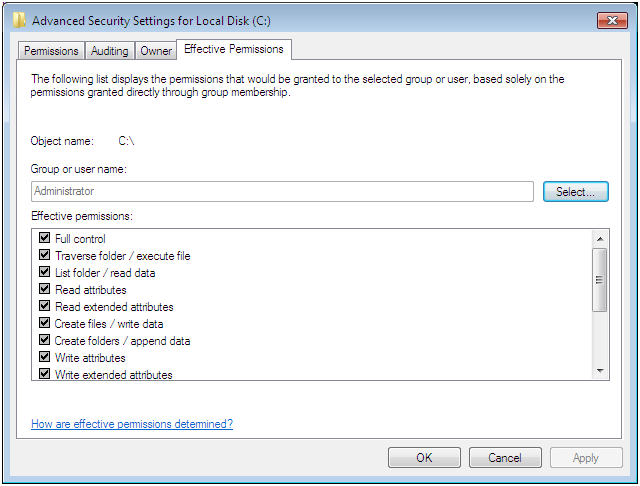 Advanced Security Settings for Local Disk (C:)
Permissions Auditing Owner Effective Permissions
The following list displays the permissions that would be granted to the selected group or user, based solely on the
permissions granted directly through group membership.
Object name: C:\
Group or user name:
Administrator Select...
Effective permissions:
Full control
Traverse folder / execute file
List folder / read data
Read attributes
Read extended attributes
Create files / write data
Create folders / append data
Write attributes
Write extended attributes
How are effective permissions determined?
OK Cancel Apply